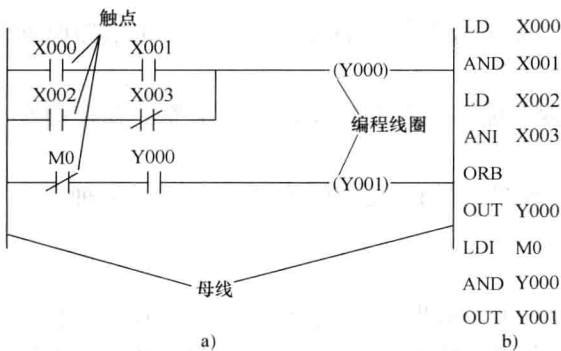 触点
X000 X001
(Y000)
X002 X003
编程线圈
M0 Y000
(Y001)
母线
a)
LD X000
AND X001
LD X002
ANI X003
ORB
OUT Y000
LDI M0
AND Y000
OUT Y001
b)